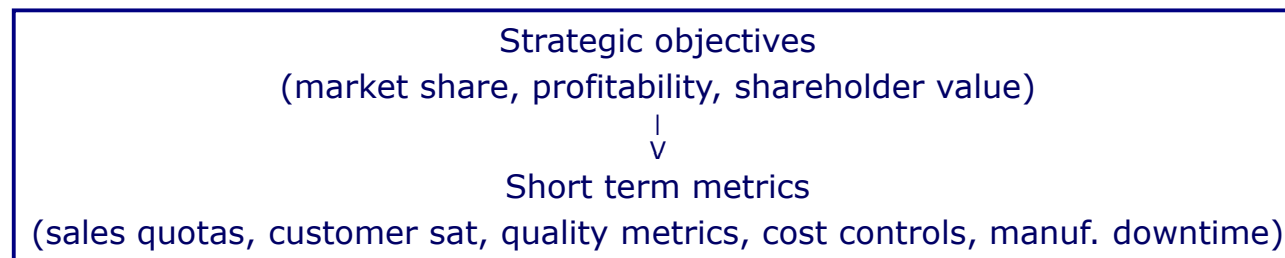 Strategic objectives
(market share, profitability, shareholder value)
|
V
Short term metrics
(sales quotas, customer sat, quality metrics, cost controls, manuf. downtime)